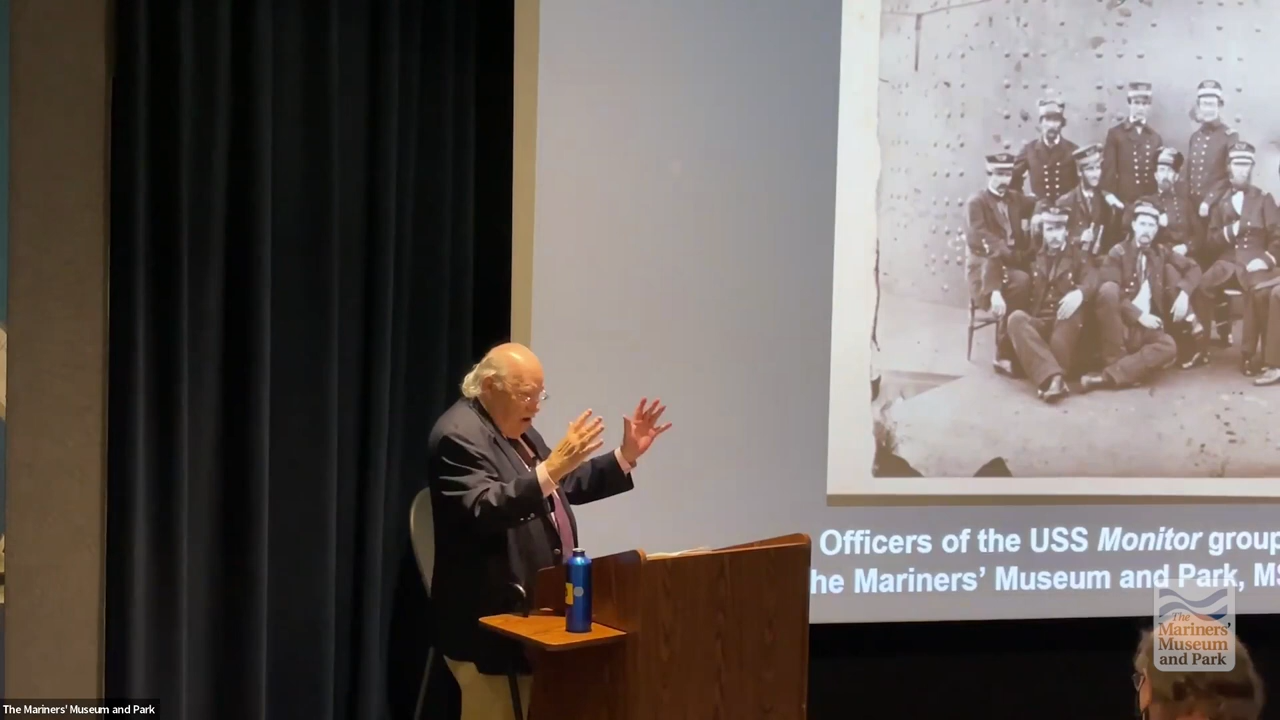 Officers of the USS Monitor group
he Mariners' Museum and Park, MS
The
Mariners'
Museum
and Park
The Mariners' Museum and Park